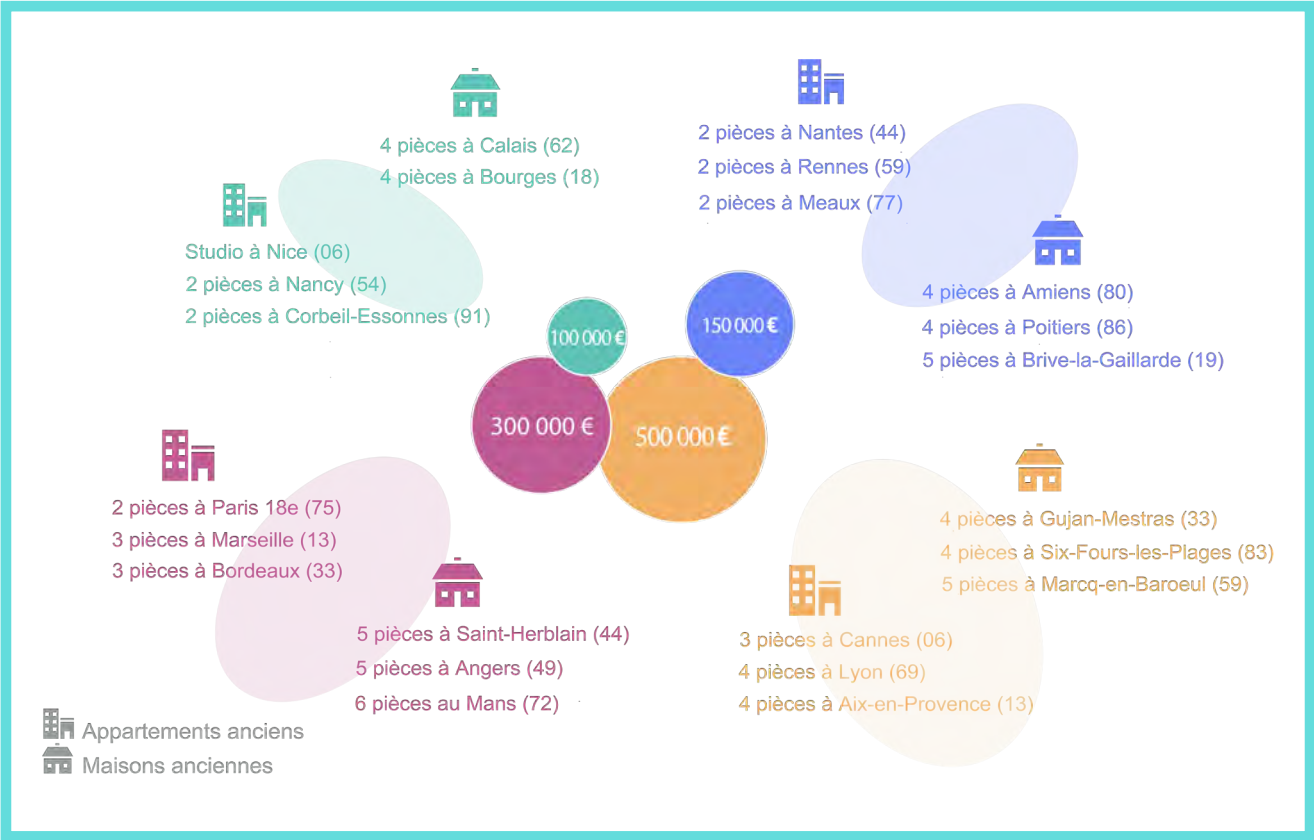 4 pièces à Calais (62)
4 pièces à Bourges (18)
Studio à Nice (06)
2 pièces à Nancy (54)
2 pièces à Corbeil-Essonnes (91)
2 pièces à Nantes (44)
2 pièces à Rennes (59)
2 pièces à Meaux (77)
4 pièces à Amiens (80)
4 pièces à Poitiers (86)
5 pièces à Brive-la-Gaillarde (19)
100 000 €
150 000 €
300 000 €
500 000 €
2 pièces à Paris 18e (75)
3 pièces à Marseille (13)
3 pièces à Bordeaux (33)
5 pièces à Saint-Herblain (44)
5 pièces à Angers (49)
6 pièces au Mans (72)
4 pièces à Gujan-Mestras (33)
4 pièces à Six-Fours-les-Plages (83)
5 pièces à Marcq-en-Baroeul (59)
3 pièces à Cannes (06)
4 pièces à Lyon (69)
4 pièces à Aix-en-Provence (13)
Appartements anciens
Maisons anciennes